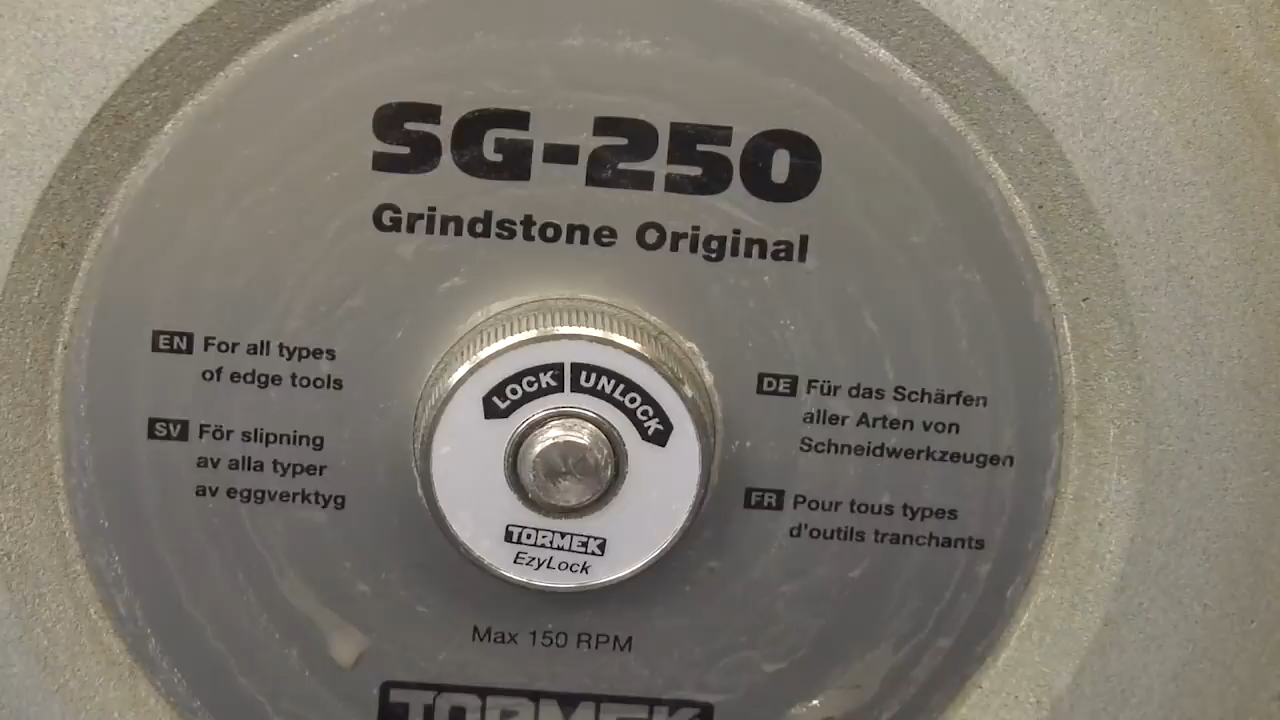 SG-250
Grindstone Original
EN For all types
of edge tools
SV För slipning
av alla typer
av eggverktyg
LOCK UNLOCK
TORMEK
EzyLock
DE Für das Schärfen
aller Arten von
Schneidwerkzeugen
FR Pour tous types
d'outils tranchants
Max 150 RPM
TORMEK